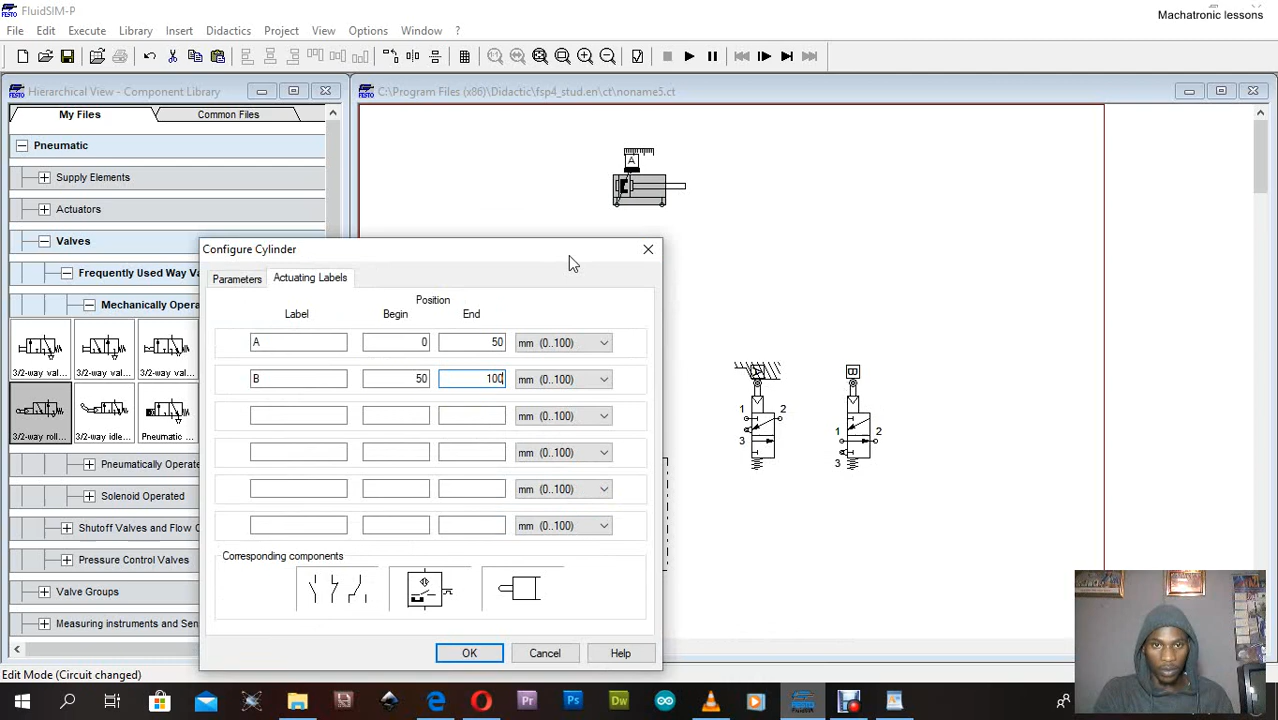 FluidSIM-P
Machatronic lessons
File Edit Execute Library Insert Didactics Project View Options Window ?
Hierarchical View - Component Library
C:\Program Files (x86)\Didactic\fsp4_stud.en\ct\noname5.ct
My Files
Common Files
Pneumatic
Supply Elements
Actuators
Valves
Frequently Used Way Va
Mechanically Opera
3/2-way val... 3/2-way val... 3/2-way
3/2-way roll... 3/2-way idle... Pneumatic ...
Pneumatically Operate
Solenoid Operated
Shutoff Valves and Flow C
Pressure Control Valves
Valve Groups
Measuring instruments and Sen
A
Configure Cylinder
Parameters Actuating Labels
Position
Label Begin End
A 0 50 mm (0..100)
B 50 100 mm (0..100)
mm (0..100)
mm (0..100)
mm (0..100)
mm (0..100)
Corresponding components
OK Cancel Help
A B
1 2
3
1 2
3
Edit Mode (Circuit changed)
Pr Ps Dw